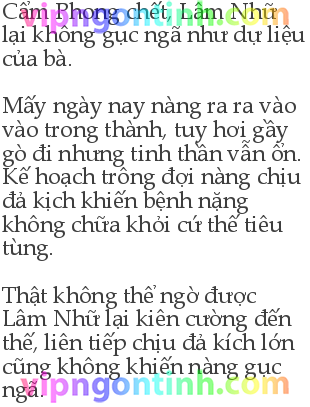 Cẩm Phong chết, Lâm Nhữ
lại không gục ngã như dự liệu
của bà.
Mấy ngày nay nàng ra ra vào
vào trong thành, tuy hơi gầy
gò đi nhưng tinh thần vẫn ổn.
Kế hoạch trông đợi nàng chịu
đả kịch khiến bệnh nặng
không chữa khỏi cứ thế tiêu
tùng.
Thật không thể ngờ được
Lâm Nhữ lại kiên cường đến
thế, liên tiếp chịu đả kích lớn
cũng không khiến nàng gục
ngã.
vipngontinh.com
vipngontinh.com